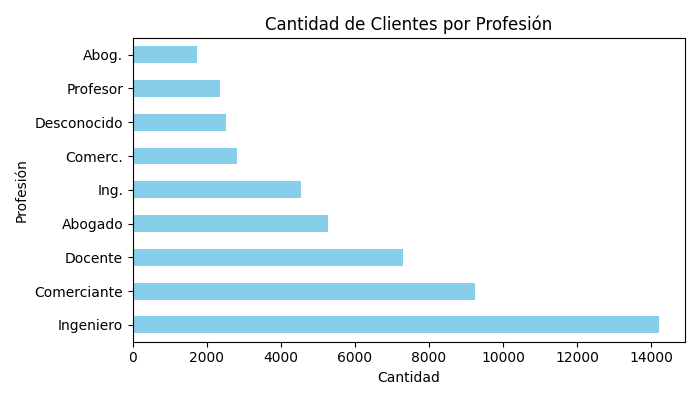 Cantidad de Clientes por Profesión
Abog.
Profesor
Desconocido
Comerc.
Ing.
Abogado
Docente
Comerciante
Ingeniero
Profesión
0 2000 4000 6000 8000 10000 12000 14000
Cantidad